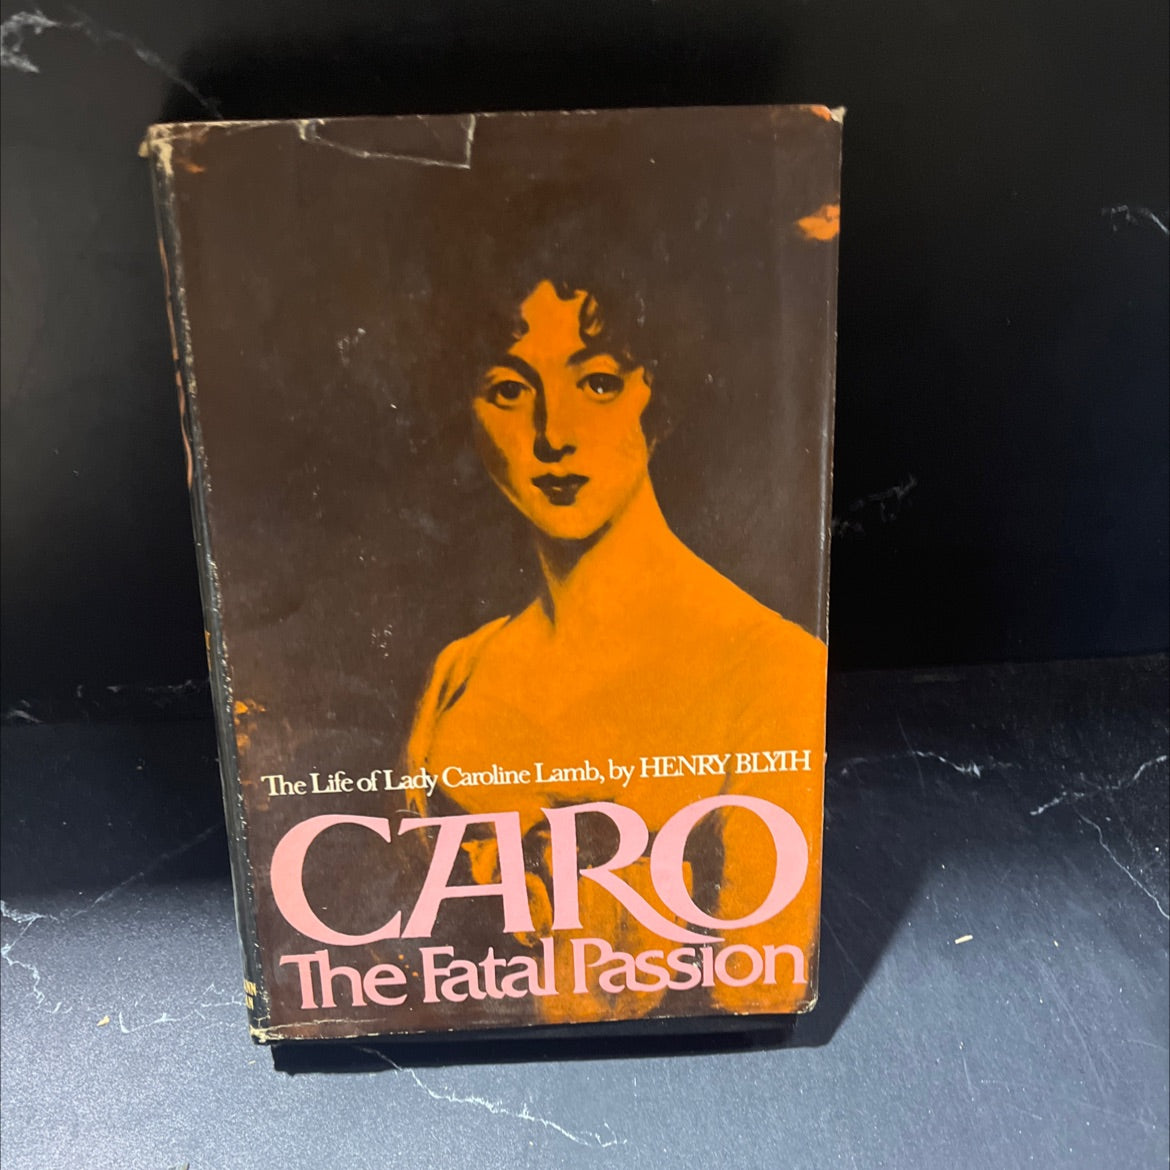 The Life of Lady Caroline Lamb, by HENRY BLYTH
CARO
The Fatal Passion